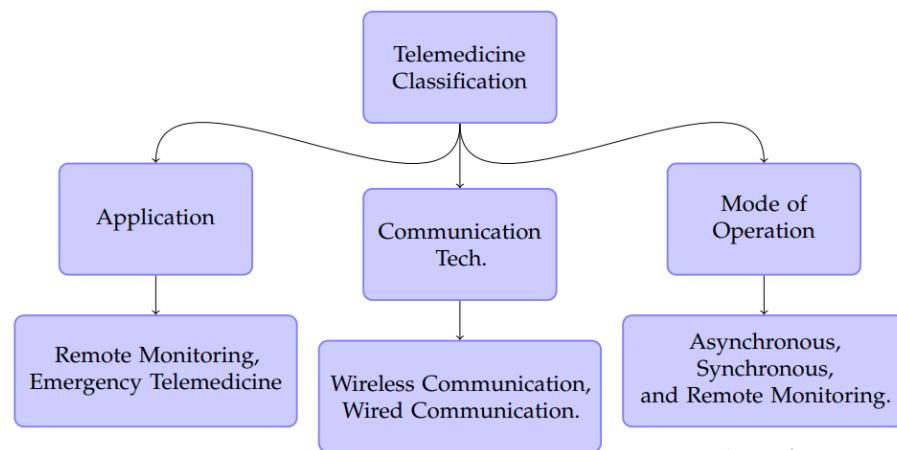 Telemedicine
Classification
Application
Communication
Tech.
Mode of
Operation
Remote Monitoring,
Emergency Telemedicine
Wireless Communication,
Wired Communication.
Asynchronous,
Synchronous,
and Remote Monitoring.